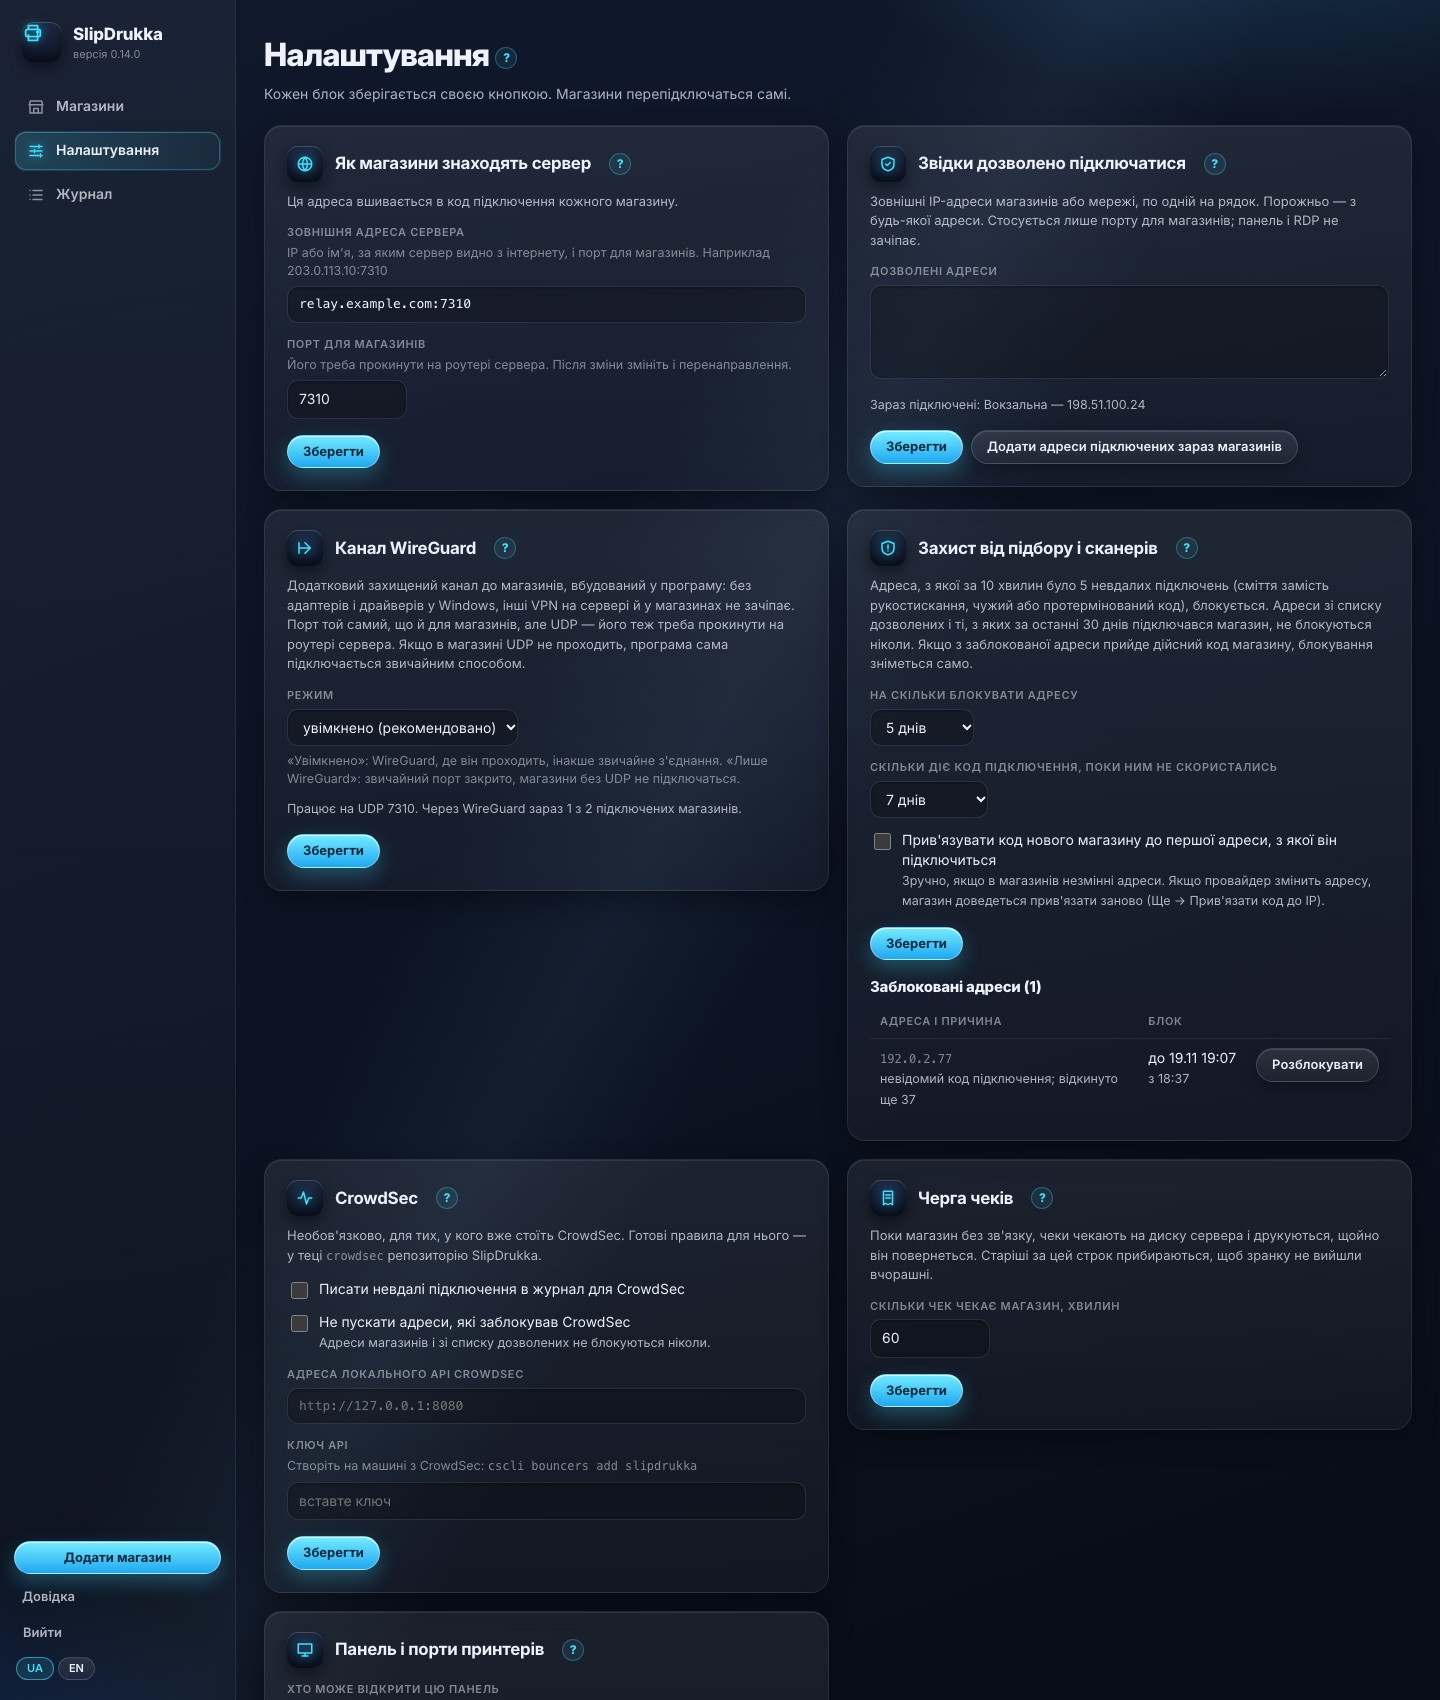 SlipDrukka
версія 0.14.0
Магазини
Налаштування
Журнал
Налаштування ?
Кожен блок зберігається своєю кнопкою. Магазини перепідключаться самі.
Як магазини знаходять сервер ?
Ця адреса вшивається в код підключення кожного магазину.
ЗОВНІШНЯ АДРЕСА СЕРВЕРА
IP або ім'я, за яким сервер видно з інтернету, і порт для магазинів. Наприклад
203.0.113.10:7310
relay.example.com:7310
ПОРТ ДЛЯ МАГАЗИНІВ
Його треба прокинути на роутері сервера. Після зміни змініть і перенаправлення.
7310
Зберегти
Звідки дозволено підключатися ?
Зовнішні IP-адреси магазинів або мережі, по одній на рядок. Порожньо — з
будь-якої адреси. Стосується лише порту для магазинів; панель і RDP не
зачіпає.
ДОЗВОЛЕНІ АДРЕСИ
Зараз підключені: Вокзальна — 198.51.100.24
Зберегти
Додати адреси підключених зараз магазинів
Канал WireGuard ?
Додатковий захищений канал до магазинів, вбудований у програму: без
адаптерів і драйверів у Windows, інші VPN на сервері й у магазинах не зачіпає.
Порт той самий, що й для магазинів, але UDP — його теж треба прокинути на
роутері сервера. Якщо в магазині UDP не проходить, програма сама
підключається звичайним способом.
РЕЖИМ
увімкнено (рекомендовано)
«Увімкнено»: WireGuard, де він проходить, інакше звичайне з'єднання. «Лише
WireGuard»: звичайний порт закрито, магазини без UDP не підключаться.
Працює на UDP 7310. Через WireGuard зараз 1 з 2 підключених магазинів.
Зберегти
Захист від підбору і сканерів ?
Адреса, з якої за 10 хвилин було 5 невдалих підключень (сміття замість
рукостискання, чужий або протермінований код), блокується. Адреси зі списку
дозволених і ті, з яких за останні 30 днів підключався магазин, не блокуються
ніколи. Якщо з заблокованої адреси прийде дійсний код магазину, блокування
зніметься само.
НА СКІЛЬКИ БЛОКУВАТИ АДРЕСУ
5 днів
СКІЛЬКИ ДІЄ КОД ПІДКЛЮЧЕННЯ, ПОКИ НИМ НЕ СКОРИСТАЛИСЬ
7 днів
Прив'язувати код нового магазину до першої адреси, з якої він
підключиться
Зручно, якщо в магазинів незмінні адреси. Якщо провайдер змінить адресу,
магазин доведеться прив'язати заново (Ще → Прив'язати код до IP).
Зберегти
Заблоковані адреси (1)
АДРЕСА І ПРИЧИНА БЛОК
192.0.2.77
невідомий код підключення; відкинуто
ще 37
до 19.11 19:07
з 18:37
Розблокувати
CrowdSec ?
Необов'язково, для тих, у кого вже стоїть CrowdSec. Готові правила для нього —
у теці crowdsec репозиторію SlipDrukka.
Писати невдалі підключення в журнал для CrowdSec
Не пускати адреси, які заблокував CrowdSec
Адреси магазинів і зі списку дозволених не блокуються ніколи.
АДРЕСА ЛОКАЛЬНОГО API CROWDSEC
http://127.0.0.1:8080
КЛЮЧ API
Створіть на машині з CrowdSec: cscli bouncers add slipdrukka
вставте ключ
Зберегти
Черга чеків ?
Поки магазин без зв'язку, чеки чекають на диску сервера і друкуються, щойно
він повернеться. Старіші за цей строк прибираються, щоб зранку не вийшли
вчорашні.
СКІЛЬКИ ЧЕК ЧЕКАЄ МАГАЗИН, ХВИЛИН
60
Зберегти
Панель і порти принтерів ?
ХТО МОЖЕ ВІДКРИТИ ЦЮ ПАНЕЛЬ
Додати магазин
Довідка
Вийти
UA EN